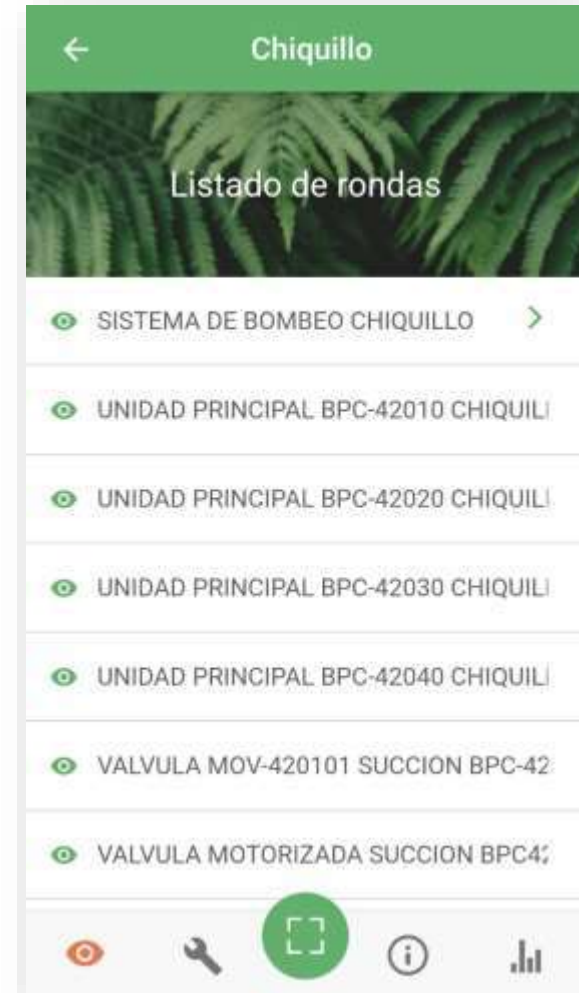 Chiquillo
Listado de rondas
SISTEMA DE BOMBEO CHIQUILLO
UNIDAD PRINCIPAL BPC-42010 CHIQUIL
UNIDAD PRINCIPAL BPC-42020 CHIQUIL
UNIDAD PRINCIPAL BPC-42030 CHIQUIL
UNIDAD PRINCIPAL BPC-42040 CHIQUIL
VALVULA MOV-420101 SUCCION BPC-42
VALVULA MOTORIZADA SUCCION BPC4